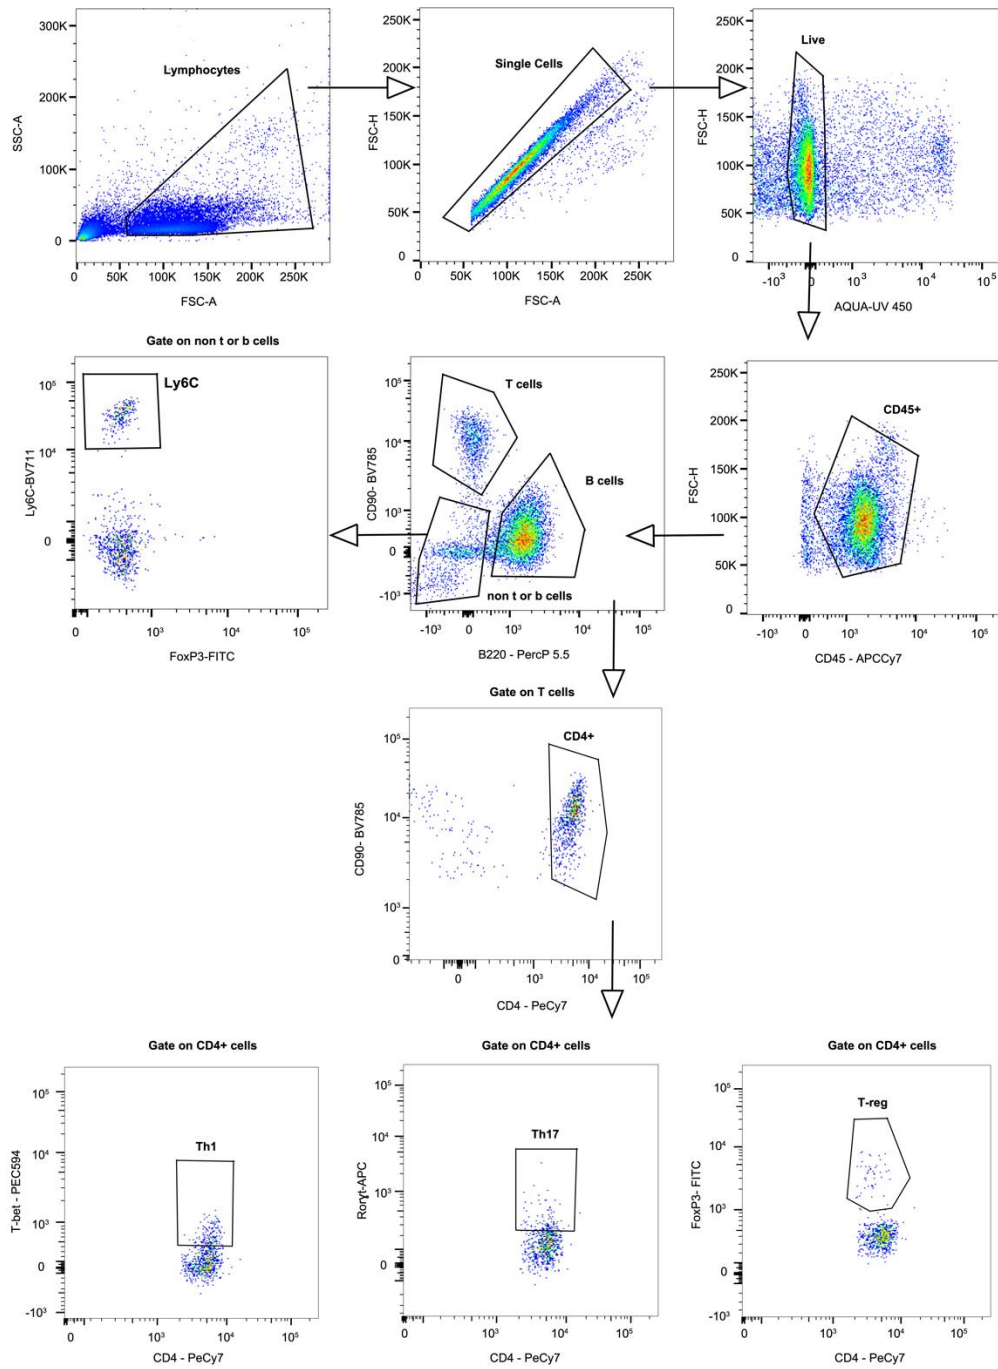 Lymphocytes
SSC-A
300K
200K
100K
0
0 50K 100K 150K 200K 250K
FSC-A
Single Cells
FSC-H
200K
150K
100K
50K
0
0 50K 100K 150K 200K 250K
FSC-A
Live
FSC-H
250K
200K
150K
100K
50K
0
-10³ 0 10³ 10⁴ 10⁵
AQUA-UV 450
Gate on non t or b cells
Ly6C
Ly6C-BV711
10⁵
10⁴
0
0 10³ 10⁴ 10⁵
FoxP3-FITC
T cells
B cells
non t or b cells
CD90- BV785
10⁵
10⁴
10³
0
-10³
-10³ 0 10³ 10⁴ 10⁵
B220 - PercP 5.5
CD45+
FSC-H
250K
200K
150K
100K
50K
0
-10³ 0 10³ 10⁴ 10⁵
CD45 - APCCy7
Gate on T cells
CD4+
CD90- BV785
10⁵
10⁴
10³
0
0 10³ 10⁴ 10⁵
CD4 - PeCy7
Gate on CD4+ cells
Th1
T-bet - PEC594
10⁵
10⁴
10³
0
-10³
0 10³ 10⁴ 10⁵
CD4 - PeCy7
Gate on CD4+ cells
Th17
Rorɣt-APC
10⁵
10⁴
10³
0
0 10³ 10⁴ 10⁵
CD4 - PeCy7
Gate on CD4+ cells
T-reg
FoxP3- FITC
10⁵
10⁴
10³
0
-10³
0 10³ 10⁴ 10⁵
CD4 - PeCy7